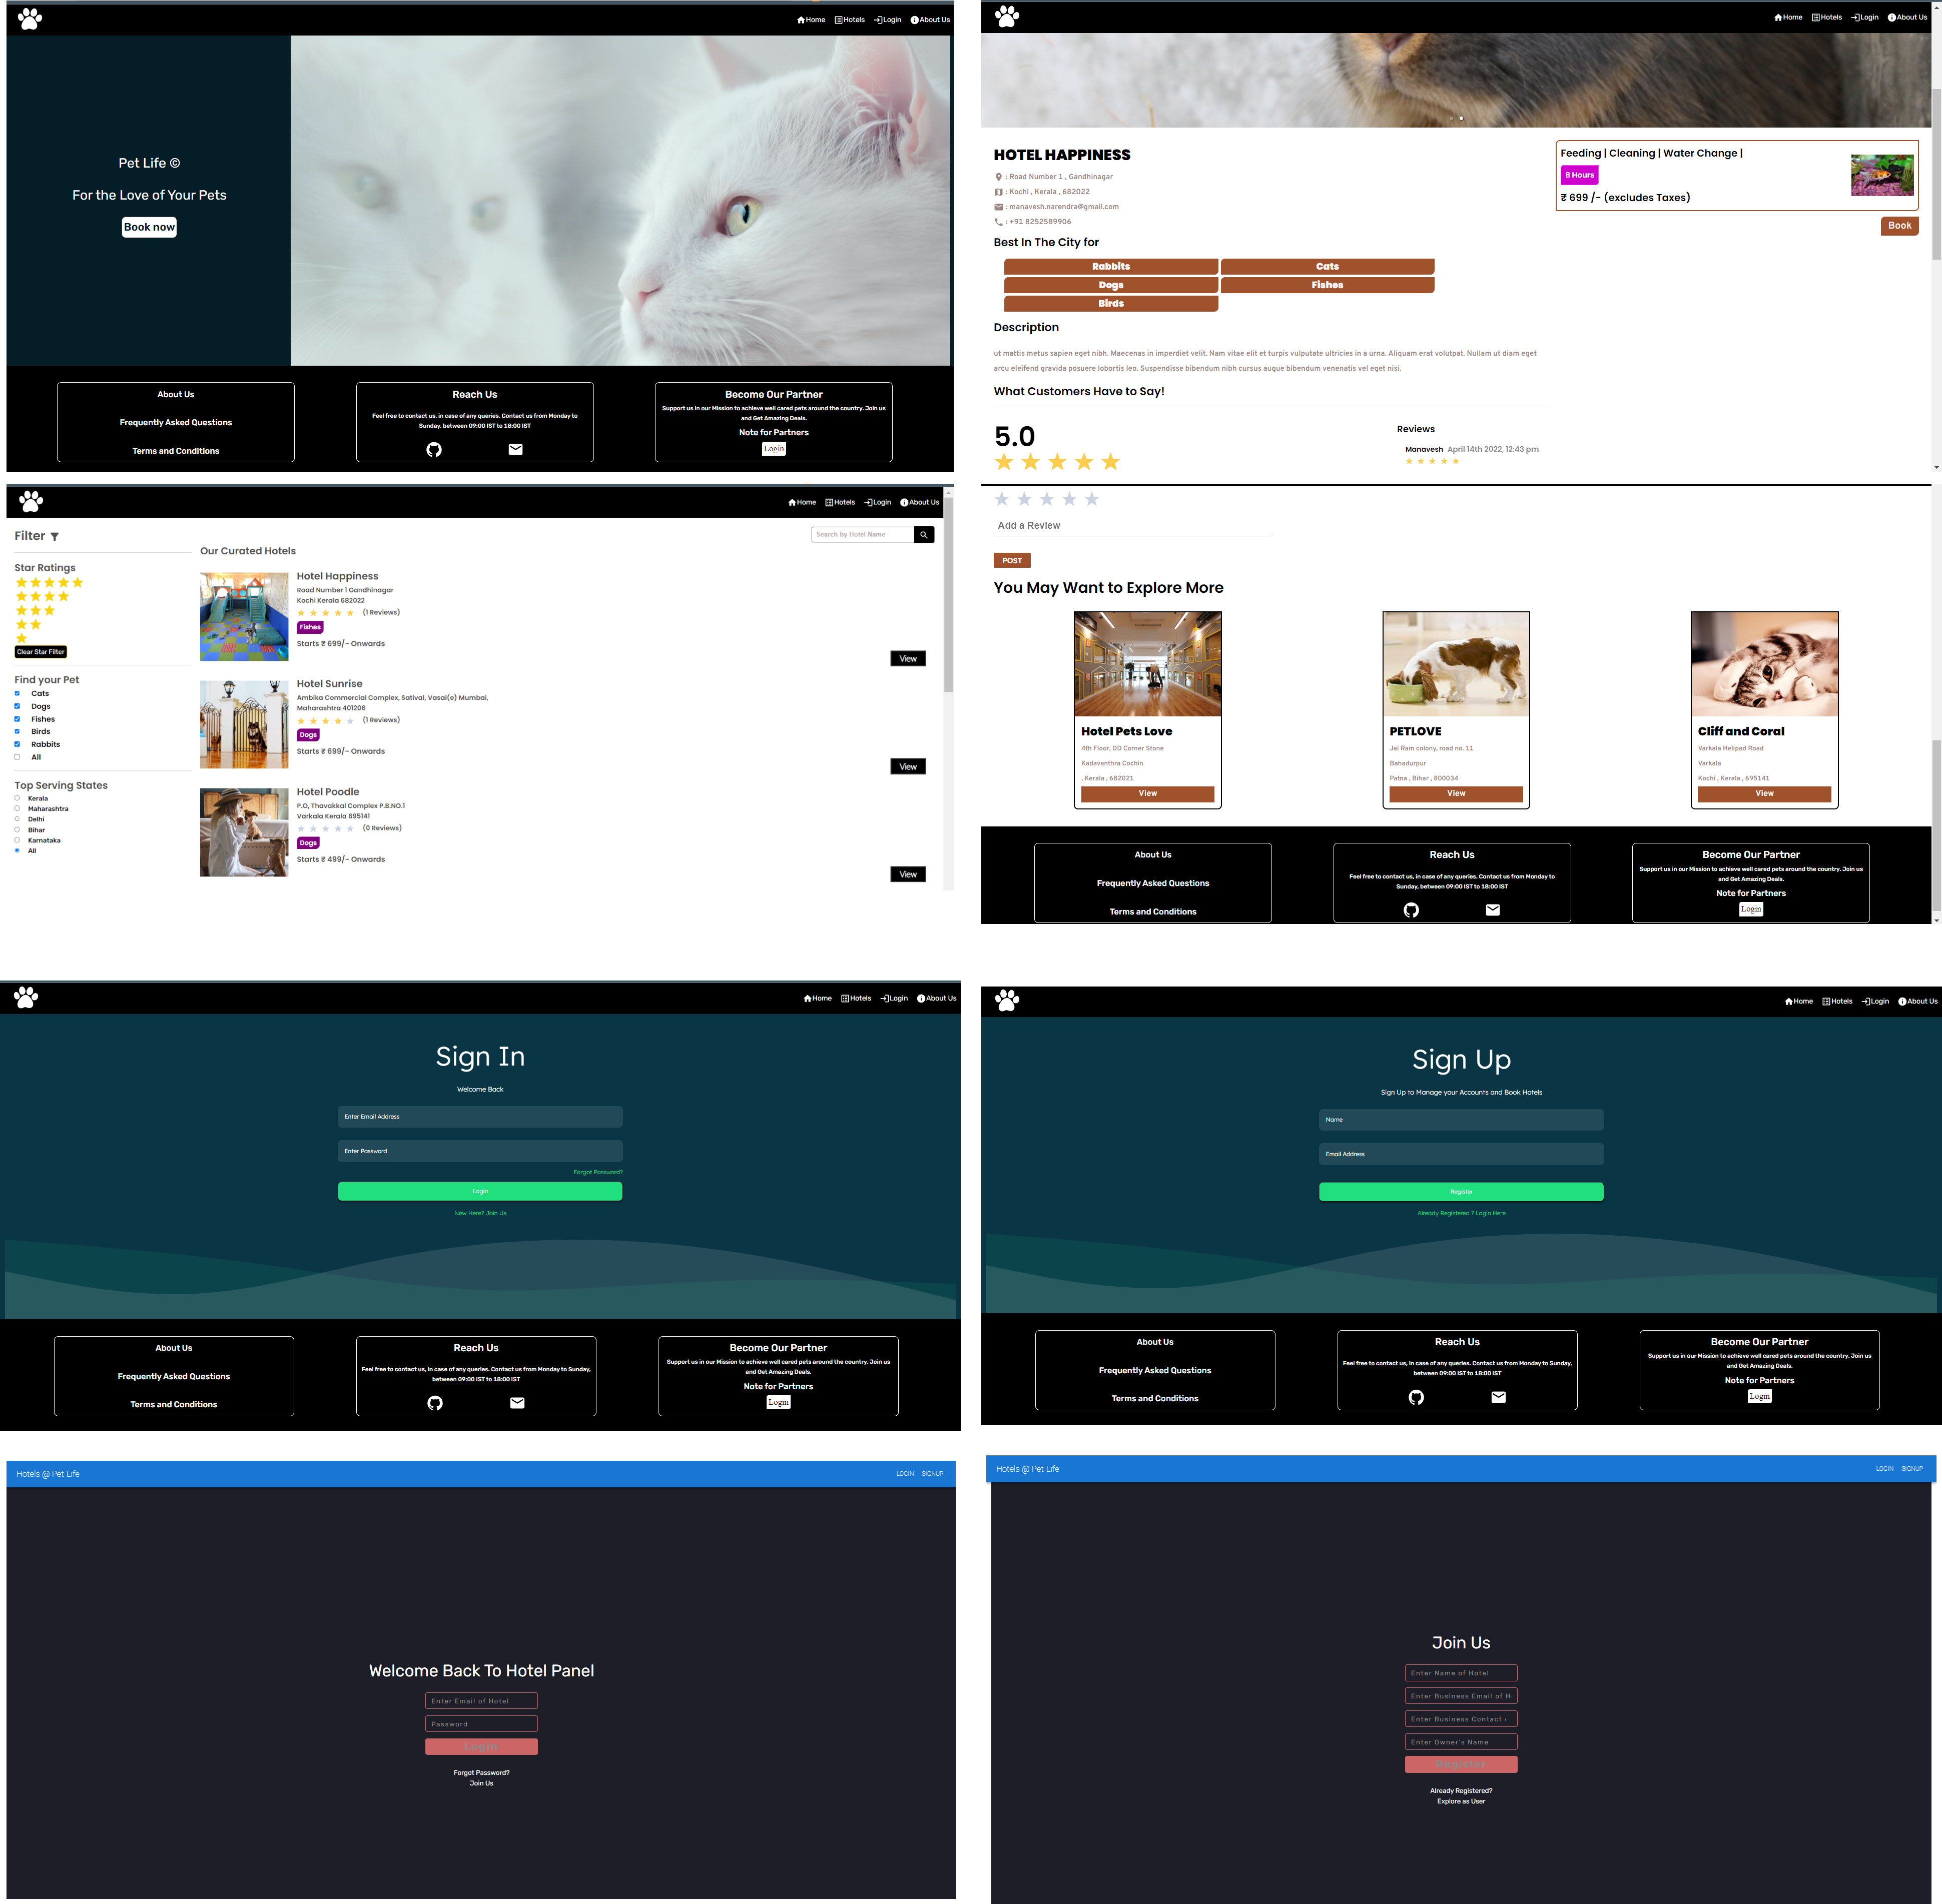 Home Hotels Login About Us
Pet Life ©
For the Love of Your Pets
Book now
About Us
Frequently Asked Questions
Terms and Conditions
Reach Us
Feel free to contact us, in case of any queries. Contact us from Monday to
Sunday, between 09:00 IST to 18:00 IST
Become Our Partner
Support us in our Mission to achieve well cared pets around the country. Join us
and Get Amazing Deals.
Note for Partners
Login
Home Hotels Login About Us
HOTEL HAPPINESS
: Road Number 1 , Gandhinagar
: Kochi , Kerala , 682022
: manavesh.narendra@gmail.com
: +91 8252589906
Best In The City for
Rabbits Cats
Dogs Fishes
Birds
Description
ut mattis metus sapien eget nibh. Maecenas in imperdiet velit. Nam vitae elit et turpis vulputate ultricies in a urna. Aliquam erat volutpat. Nullam ut diam eget
arcu eleifend gravida posuere lobortis leo. Suspendisse bibendum nibh cursus augue bibendum venenatis vel eget nisi.
What Customers Have to Say!
5.0
Reviews
Manavesh April 14th 2022, 12:43 pm
Feeding | Cleaning | Water Change |
8 Hours
₹ 699 /- (excludes Taxes)
Book
Home Hotels Login About Us
Filter
Star Ratings
Clear Star Filter
Find your Pet
Cats
Dogs
Fishes
Birds
Rabbits
All
Top Serving States
Kerala
Maharashtra
Delhi
Bihar
Karnataka
All
Search by Hotel Name
Our Curated Hotels
Hotel Happiness
Road Number 1 Gandhinagar
Kochi Kerala 682022
(1 Reviews)
Fishes
Starts ₹ 699/- Onwards
View
Hotel Sunrise
Ambika Commercial Complex, Satival, Vasai(e) Mumbai,
Maharashtra 401206
(1 Reviews)
Dogs
Starts ₹ 699/- Onwards
View
Hotel Poodle
P.O, Thavakkal Complex P.B.NO.1
Varkala Kerala 695141
(0 Reviews)
Dogs
Starts ₹ 499/- Onwards
View
Add a Review
POST
You May Want to Explore More
Hotel Pets Love
4th Floor, DD Corner Stone
Kadavanthra Cochin
, Kerala , 682021
View
PETLOVE
Jai Ram colony, road no. 11
Bahadurpur
Patna , Bihar , 800034
View
Cliff and Coral
Varkala Helipad Road
Varkala
Kochi , Kerala , 695141
View
About Us
Frequently Asked Questions
Terms and Conditions
Reach Us
Feel free to contact us, in case of any queries. Contact us from Monday to
Sunday, between 09:00 IST to 18:00 IST
Become Our Partner
Support us in our Mission to achieve well cared pets around the country. Join us
and Get Amazing Deals.
Note for Partners
Login
Home Hotels Login About Us
Sign In
Welcome Back
Enter Email Address
Enter Password
Forgot Password?
Login
New Here? Join Us
About Us
Frequently Asked Questions
Terms and Conditions
Reach Us
Feel free to contact us, in case of any queries. Contact us from Monday to Sunday,
between 09:00 IST to 18:00 IST
Become Our Partner
Support us in our Mission to achieve well cared pets around the country. Join us
and Get Amazing Deals.
Note for Partners
Login
Home Hotels Login About Us
Sign Up
Sign Up to Manage your Accounts and Book Hotels
Name
Email Address
Register
Already Registered ? Login Here
About Us
Frequently Asked Questions
Terms and Conditions
Reach Us
Feel free to contact us, in case of any queries. Contact us from Monday to Sunday,
between 09:00 IST to 18:00 IST
Become Our Partner
Support us in our Mission to achieve well cared pets around the country. Join us
and Get Amazing Deals.
Note for Partners
Login
Hotels @ Pet-Life LOGIN SIGNUP
Welcome Back To Hotel Panel
Enter Email of Hotel
Password
Login
Forgot Password?
Join Us
Hotels @ Pet-Life LOGIN SIGNUP
Join Us
Enter Name of Hotel
Enter Business Email of H
Enter Business Contact
Enter Owner's Name
Register
Already Registered?
Explore as User